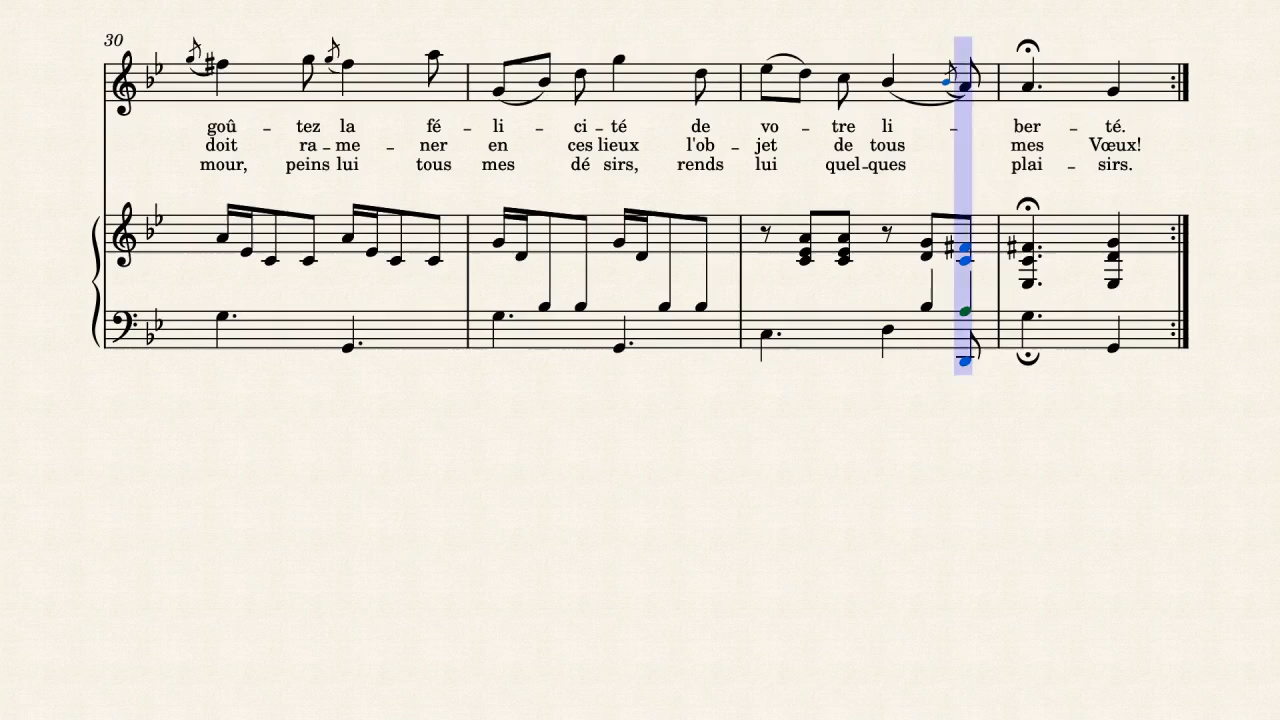 30
goû - tez la fé - li - ci - té de vo - tre li - ber - té.
doit ra - me - ner en ces lieux l'ob - jet de tous mes Vœux!
mour, peins lui tous mes dé sirs, rends lui quel - ques plai - sirs.